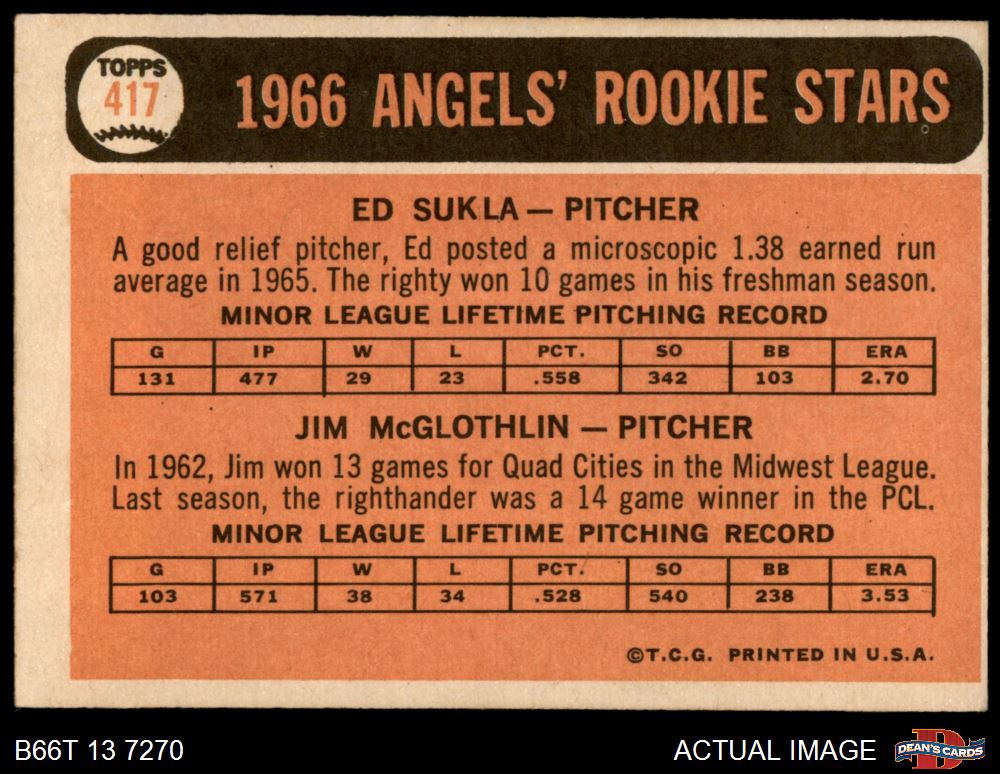 TOPPS
417
1966 ANGELS' ROOKIE STARS
ED SUKLA — PITCHER
A good relief pitcher, Ed posted a microscopic 1.38 earned run
average in 1965. The righty won 10 games in his freshman season.
MINOR LEAGUE LIFETIME PITCHING RECORD
G IP W L PCT. SO BB ERA
131 477 29 23 .558 342 103 2.70
JIM McGLOTHLIN — PITCHER
In 1962, Jim won 13 games for Quad Cities in the Midwest League.
Last season, the righthander was a 14 game winner in the PCL.
MINOR LEAGUE LIFETIME PITCHING RECORD
G IP W L PCT. SO BB ERA
103 571 38 34 .528 540 238 3.53
©T.C.G. PRINTED IN U.S.A.
B66T 13 7270
ACTUAL IMAGE
D
DEAN'S CARDS